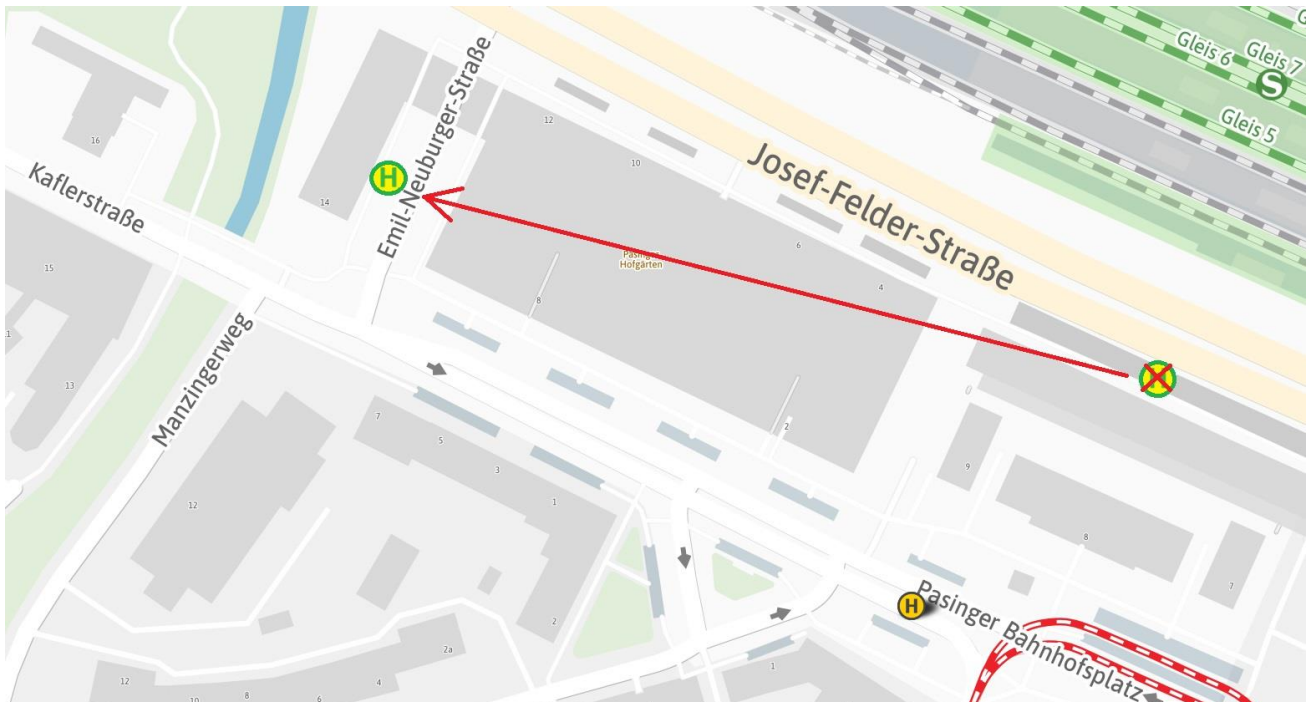 Gleis 6
Gleis 7
G
S
Gleis 5
Emil-Neuburger-Straße
Josef-Felder-Straße
12
10
16
Kaflerstraße
H
14
6
Pasinger
Hofgärten
15
4
8
H
11
Manzingerweg
13
7
5
3
2
9
12
1
8
7
H
Pasinger Bahnhofsplatz
2
2a
1
12
10
8
6
4